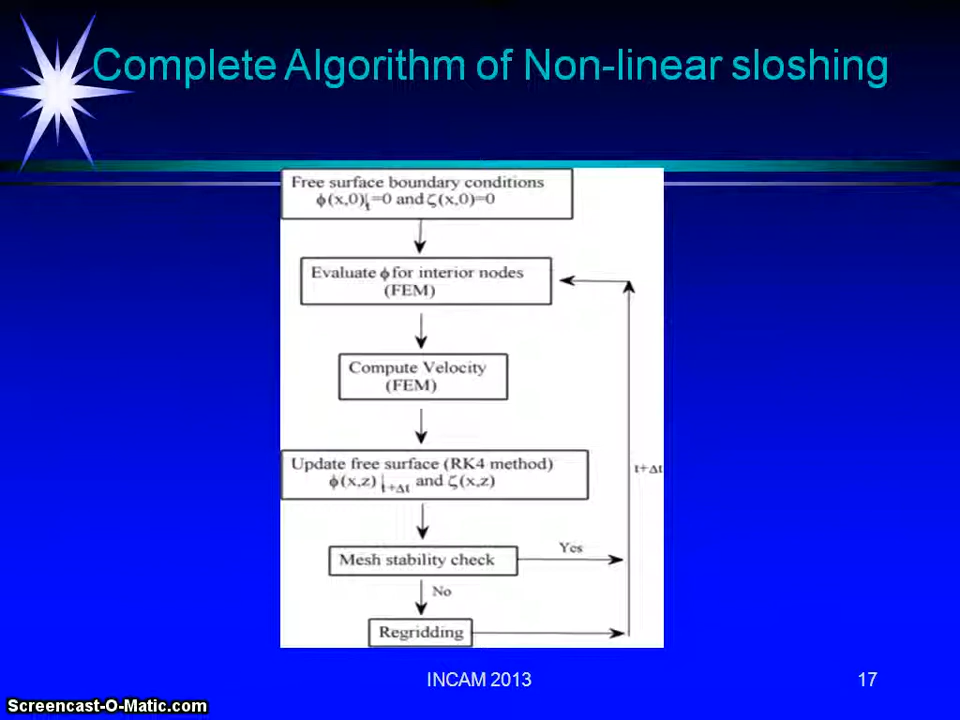 Complete Algorithm of Non-linear sloshing
Free surface boundary conditions
ϕ(x,0)|t=0 and ζ(x,0)=0
Evaluate ϕ for interior nodes
(FEM)
Compute Velocity
(FEM)
Update free surface (RK4 method)
ϕ(x,z)|t+Δt and ζ(x,z)
t+Δt
Mesh stability check
Yes
No
Regridding
INCAM 2013
17
Screencast-O-Matic.com